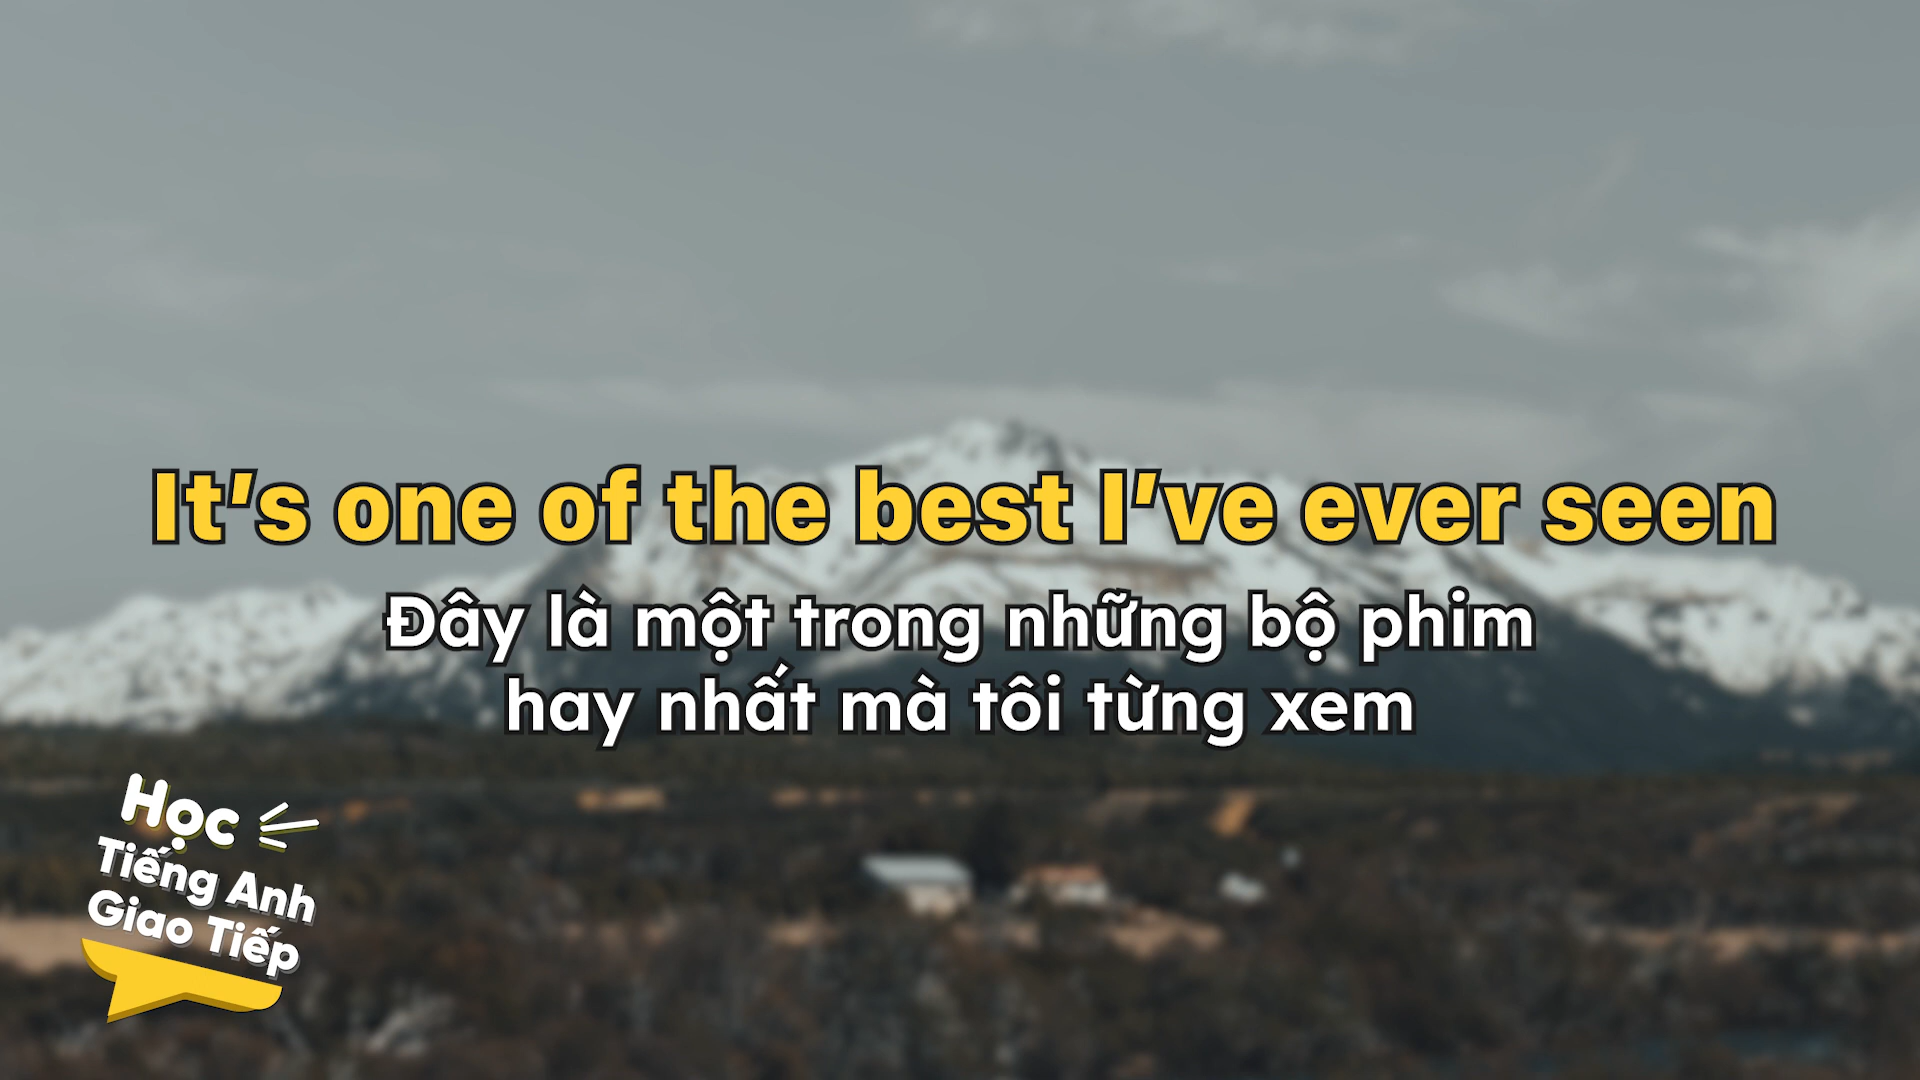 It's one of the best I've ever seen
Đây là một trong những bộ phim
hay nhất mà tôi từng xem
Học
Tiếng Anh
Giao Tiếp